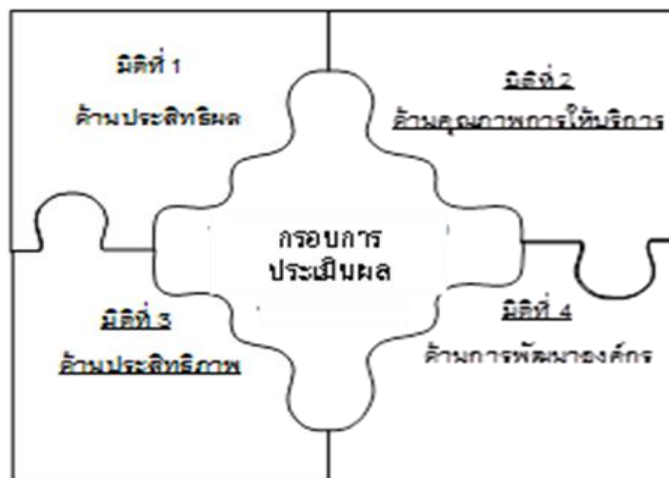 มิติที่ 1
ด้านประสิทธิผล
มิติที่ 2
ด้านคุณภาพการให้บริการ
กรอบการ
ประเมินผล
มิติที่ 3
ด้านประสิทธิภาพ
มิติที่ 4
ด้านการพัฒนาองค์กร